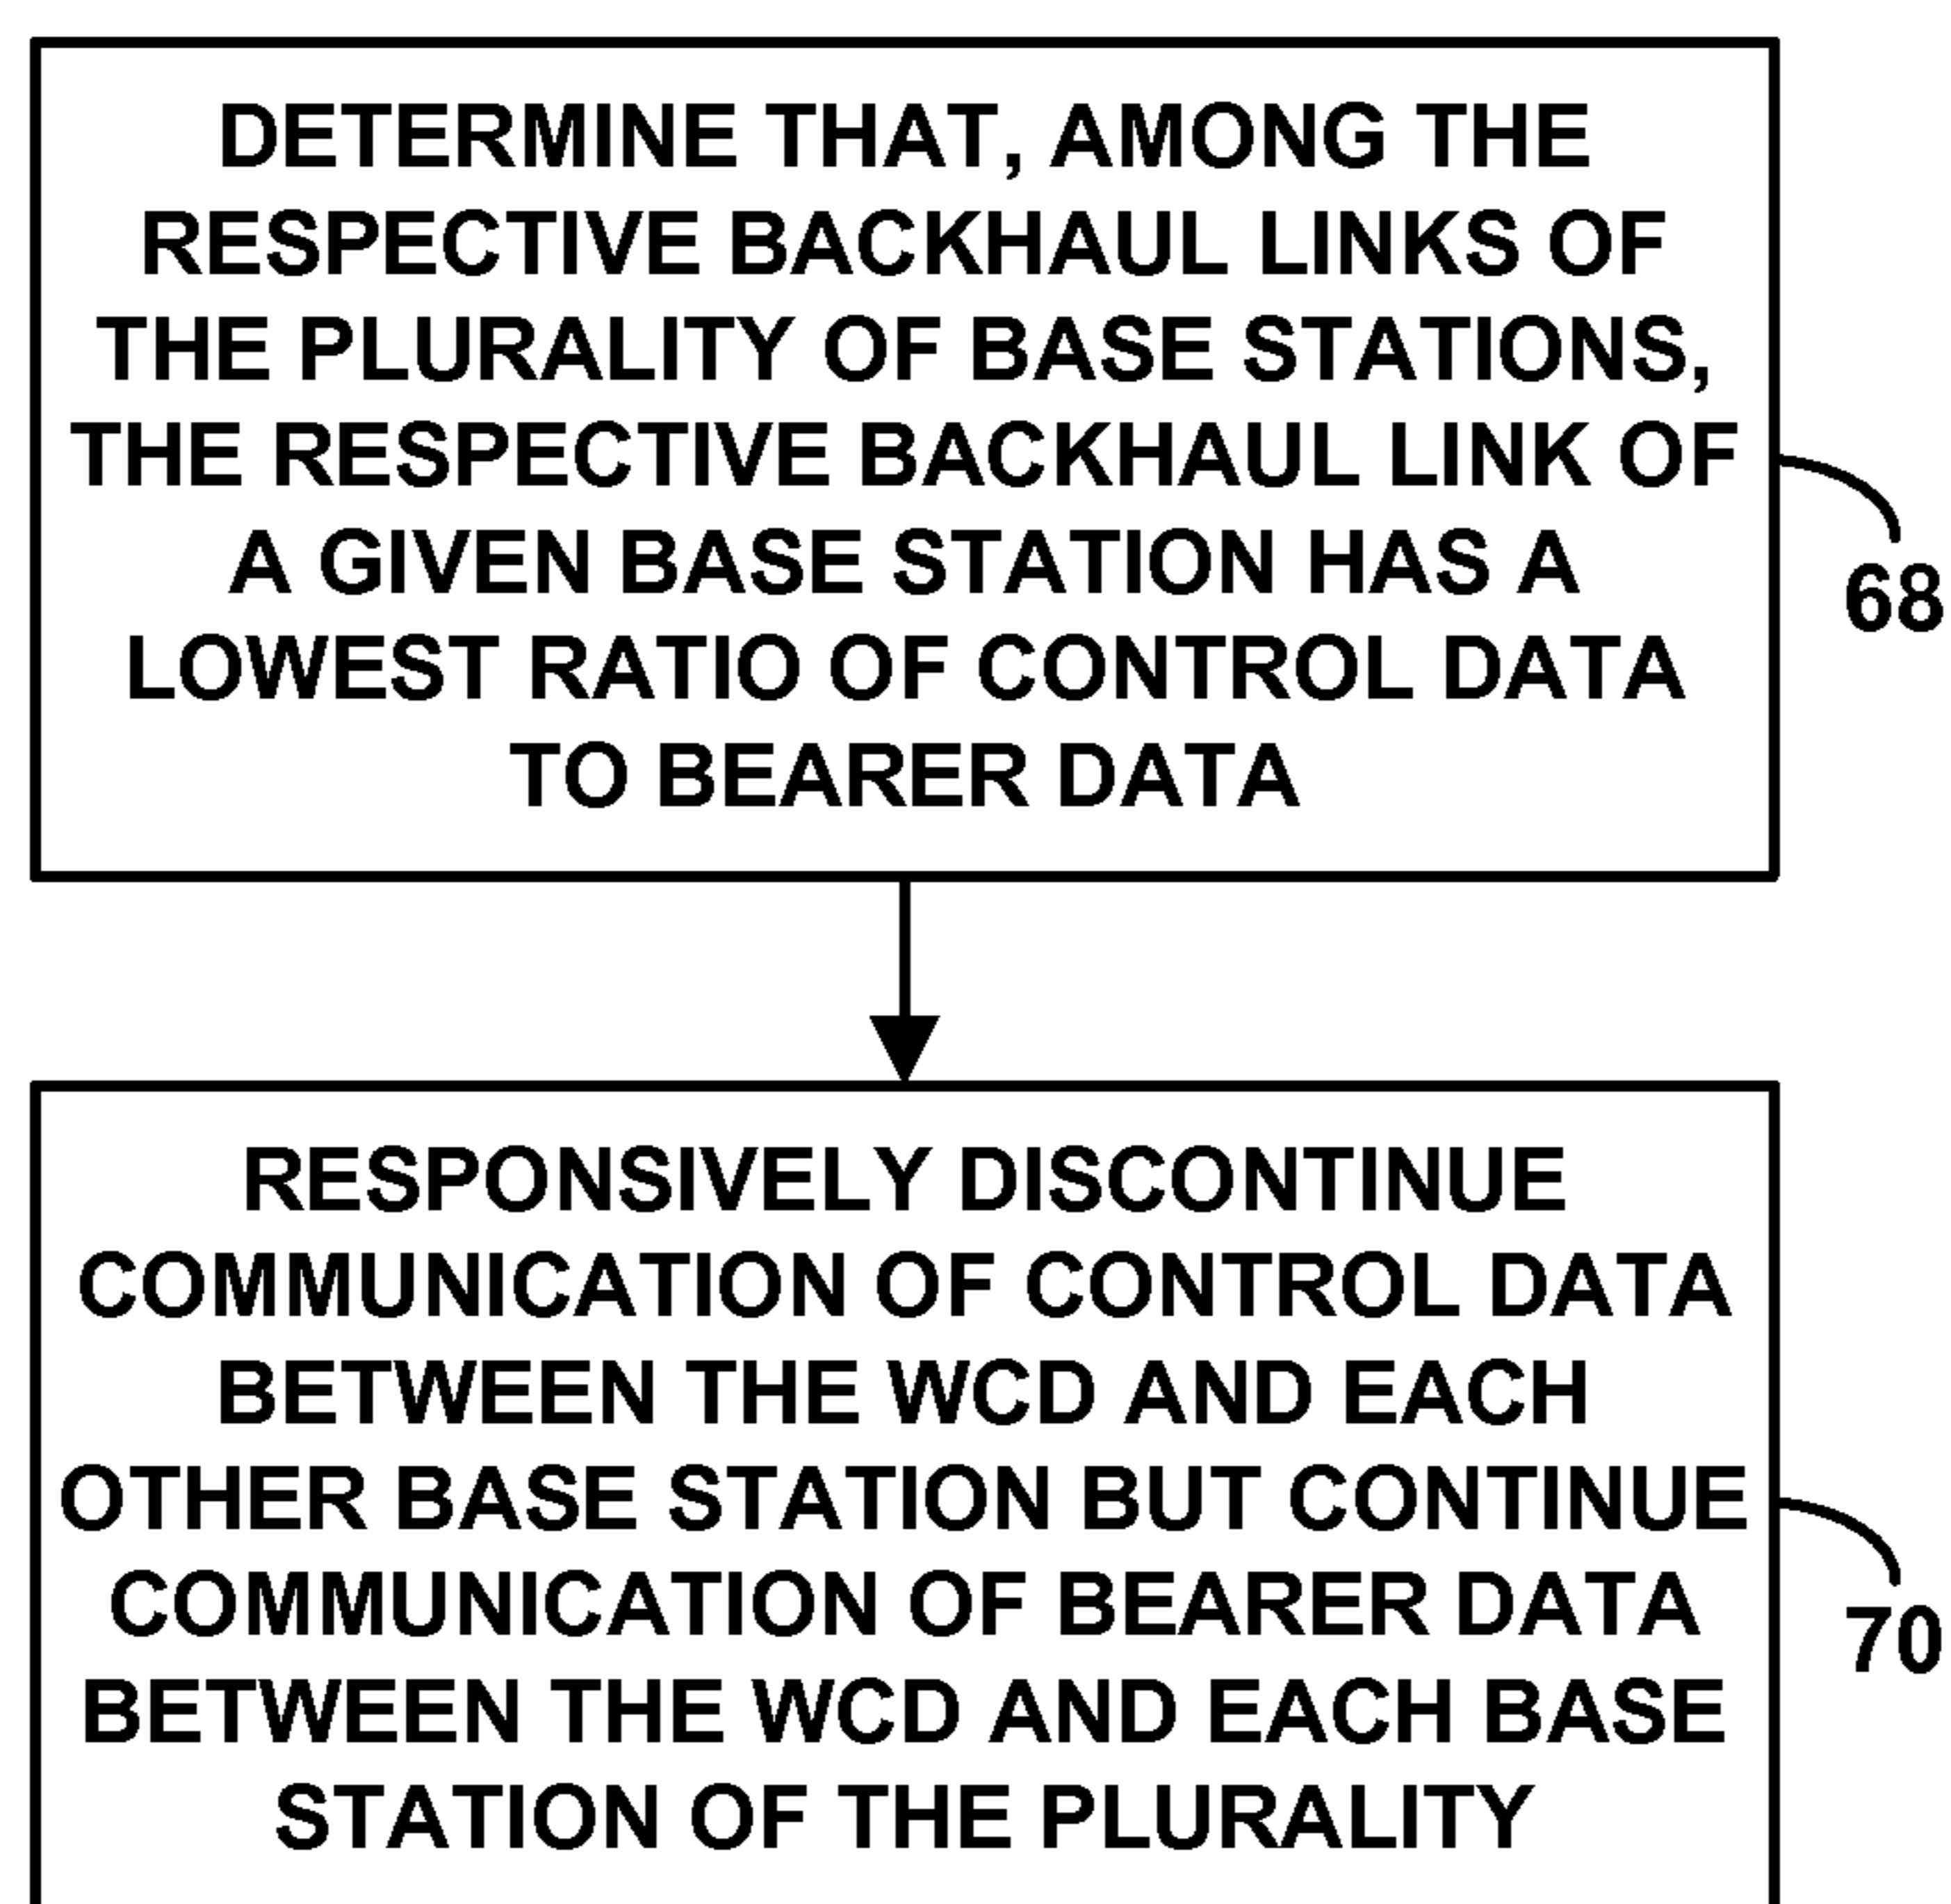 DETERMINE THAT, AMONG THE
RESPECTIVE BACKHAUL LINKS OF
THE PLURALITY OF BASE STATIONS,
THE RESPECTIVE BACKHAUL LINK OF
A GIVEN BASE STATION HAS A
LOWEST RATIO OF CONTROL DATA
TO BEARER DATA
68
RESPONSIVELY DISCONTINUE
COMMUNICATION OF CONTROL DATA
BETWEEN THE WCD AND EACH
OTHER BASE STATION BUT CONTINUE
COMMUNICATION OF BEARER DATA
BETWEEN THE WCD AND EACH BASE
STATION OF THE PLURALITY
70